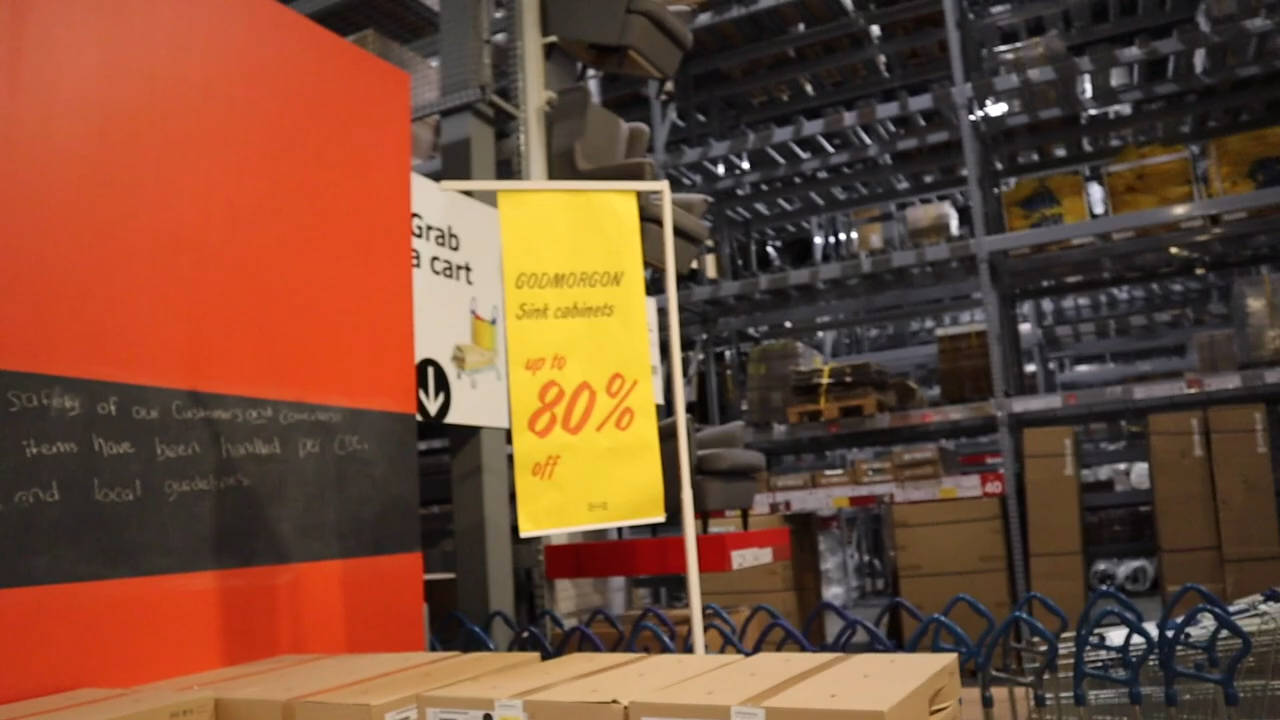 Grab
a cart
GODMORGON
Sink cabinets
up to
80%
off
safety of our Customers and coworkers
items have been handled per CDC,
and local guidelines.
40